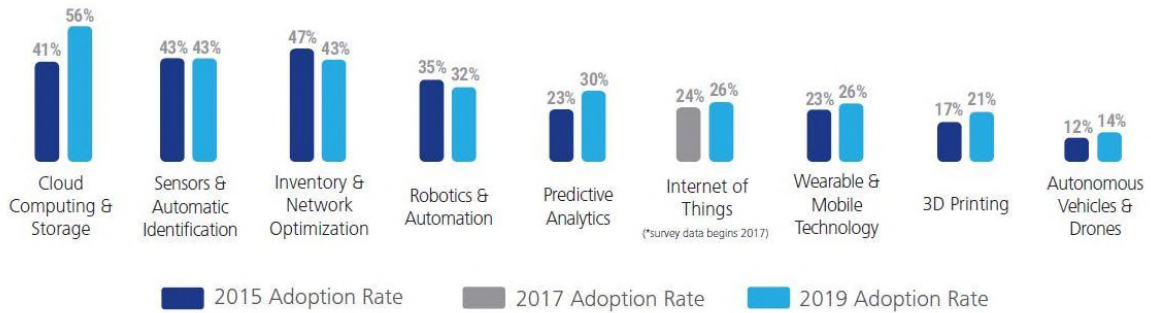 41% 56%
43% 43%
47% 43%
35% 32%
23% 30%
24% 26%
23% 26%
17% 21%
12% 14%
Cloud
Computing &
Storage
Sensors &
Automatic
Identification
Inventory &
Network
Optimization
Robotics &
Automation
Predictive
Analytics
Internet of
Things
(*survey data begins 2017)
Wearable &
Mobile
Technology
3D Printing
Autonomous
Vehicles &
Drones
2015 Adoption Rate
2017 Adoption Rate
2019 Adoption Rate